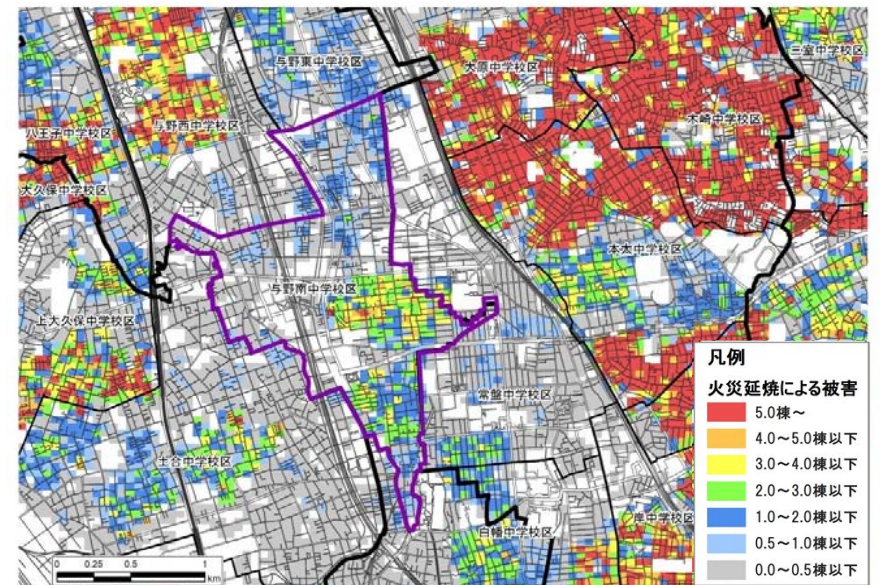 与野東中学校区
大原中学校区
三室中学校区
八王子中学校区
与野西中学校区
木崎中学校区
大久保中学校区
本太中学校区
与野南中学校区
上大久保中学校区
常盤中学校区
土合中学校区
白幡中学校区
岸中学校区
凡例
火災延焼による被害
5.0棟~
4.0~5.0棟以下
3.0~4.0棟以下
2.0~3.0棟以下
1.0~2.0棟以下
0.5~1.0棟以下
0.0~0.5棟以下
0 0.25 0.5 1
km